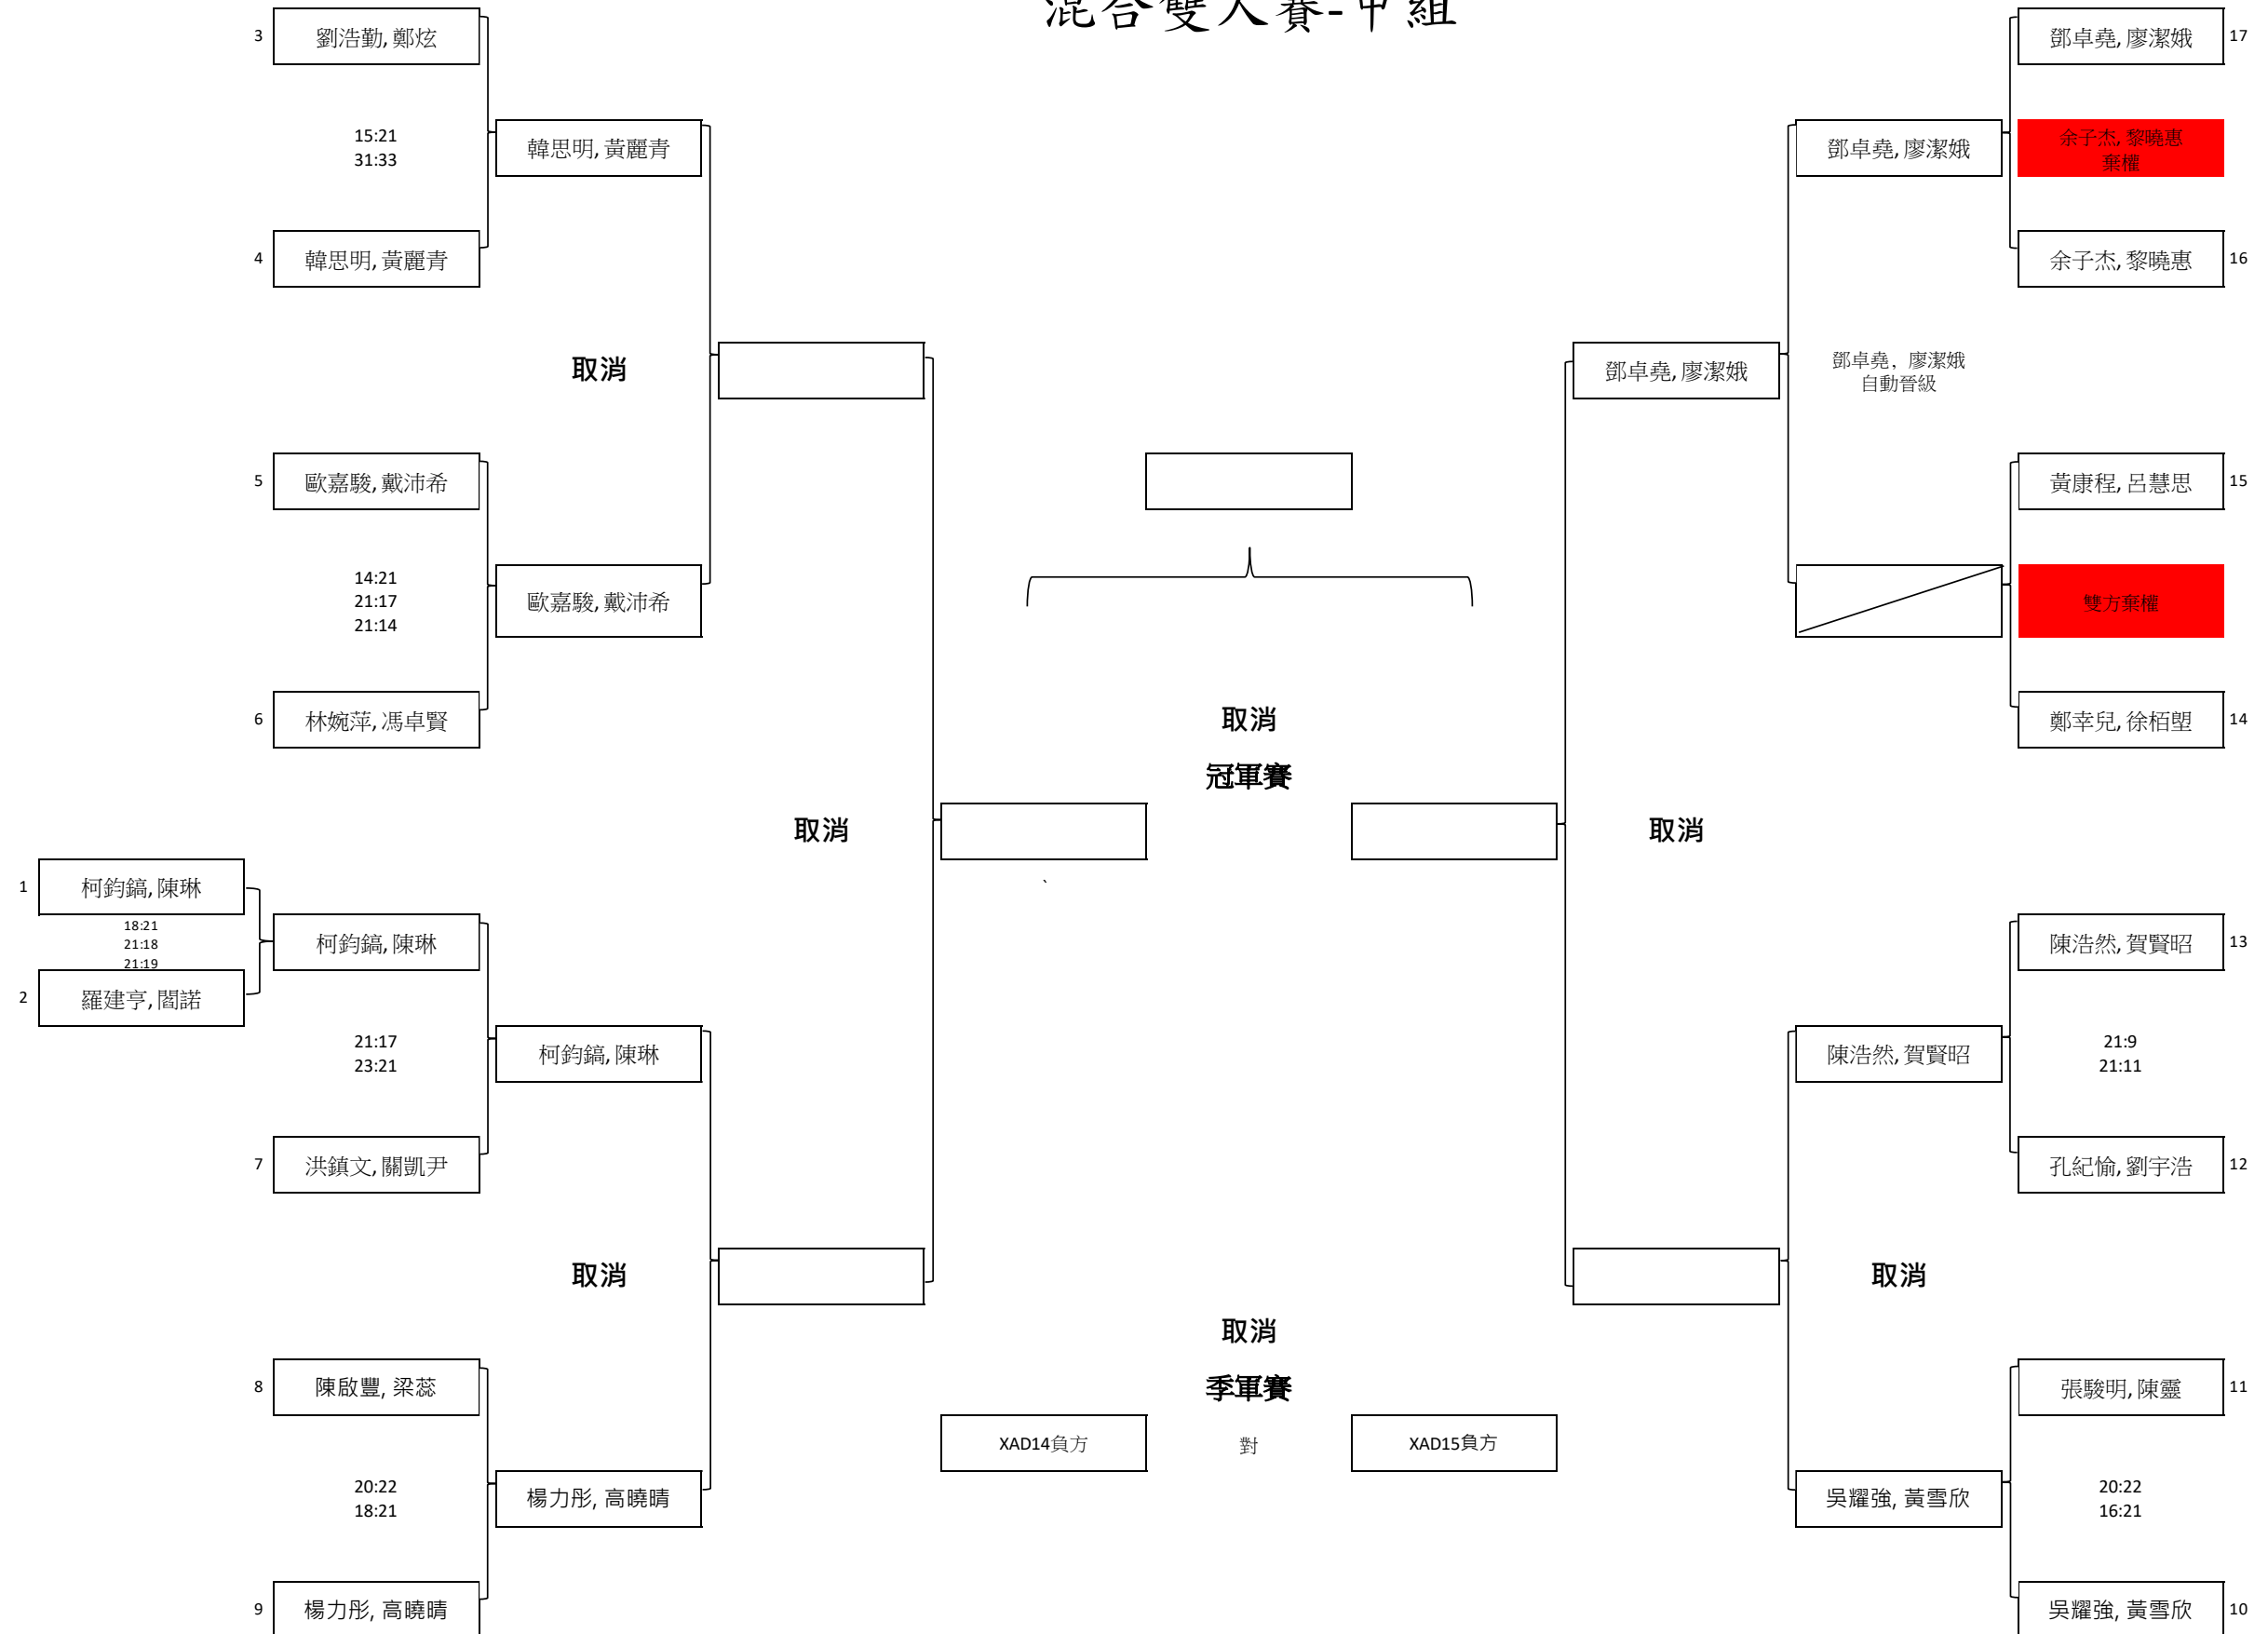 混合雙人賽-甲組
3
劉浩勤, 鄭炫
15:21
31:33
4
韓思明, 黃麗青
韓思明, 黃麗青
取消
5
歐嘉駿, 戴沛希
14:21
21:17
21:14
6
林婉萍, 馮卓賢
歐嘉駿, 戴沛希
取消
1
柯鈞鎬, 陳琳
18:21
21:18
21:19
2
羅建亨, 閻諾
柯鈞鎬, 陳琳
21:17
23:21
7
洪鎮文, 關凱尹
柯鈞鎬, 陳琳
取消
8
陳啟豐, 梁蕊
20:22
18:21
9
楊力彤, 高曉晴
楊力彤, 高曉晴
取消
冠軍賽
、
取消
季軍賽
XAD14負方
對
XAD15負方
取消
鄧卓堯, 廖潔娥
鄧卓堯, 廖潔娥
鄧卓堯, 廖潔娥
自動晉級
鄧卓堯, 廖潔娥
17
余子杰, 黎曉惠
棄權
余子杰, 黎曉惠
16
黃康程, 呂慧思
15
雙方棄權
鄭幸兒, 徐栢塱
14
陳浩然, 賀賢昭
陳浩然, 賀賢昭
13
21:9
21:11
孔紀愉, 劉宇浩
12
取消
張駿明, 陳靈
11
吳耀強, 黃雪欣
20:22
16:21
吳耀強, 黃雪欣
10